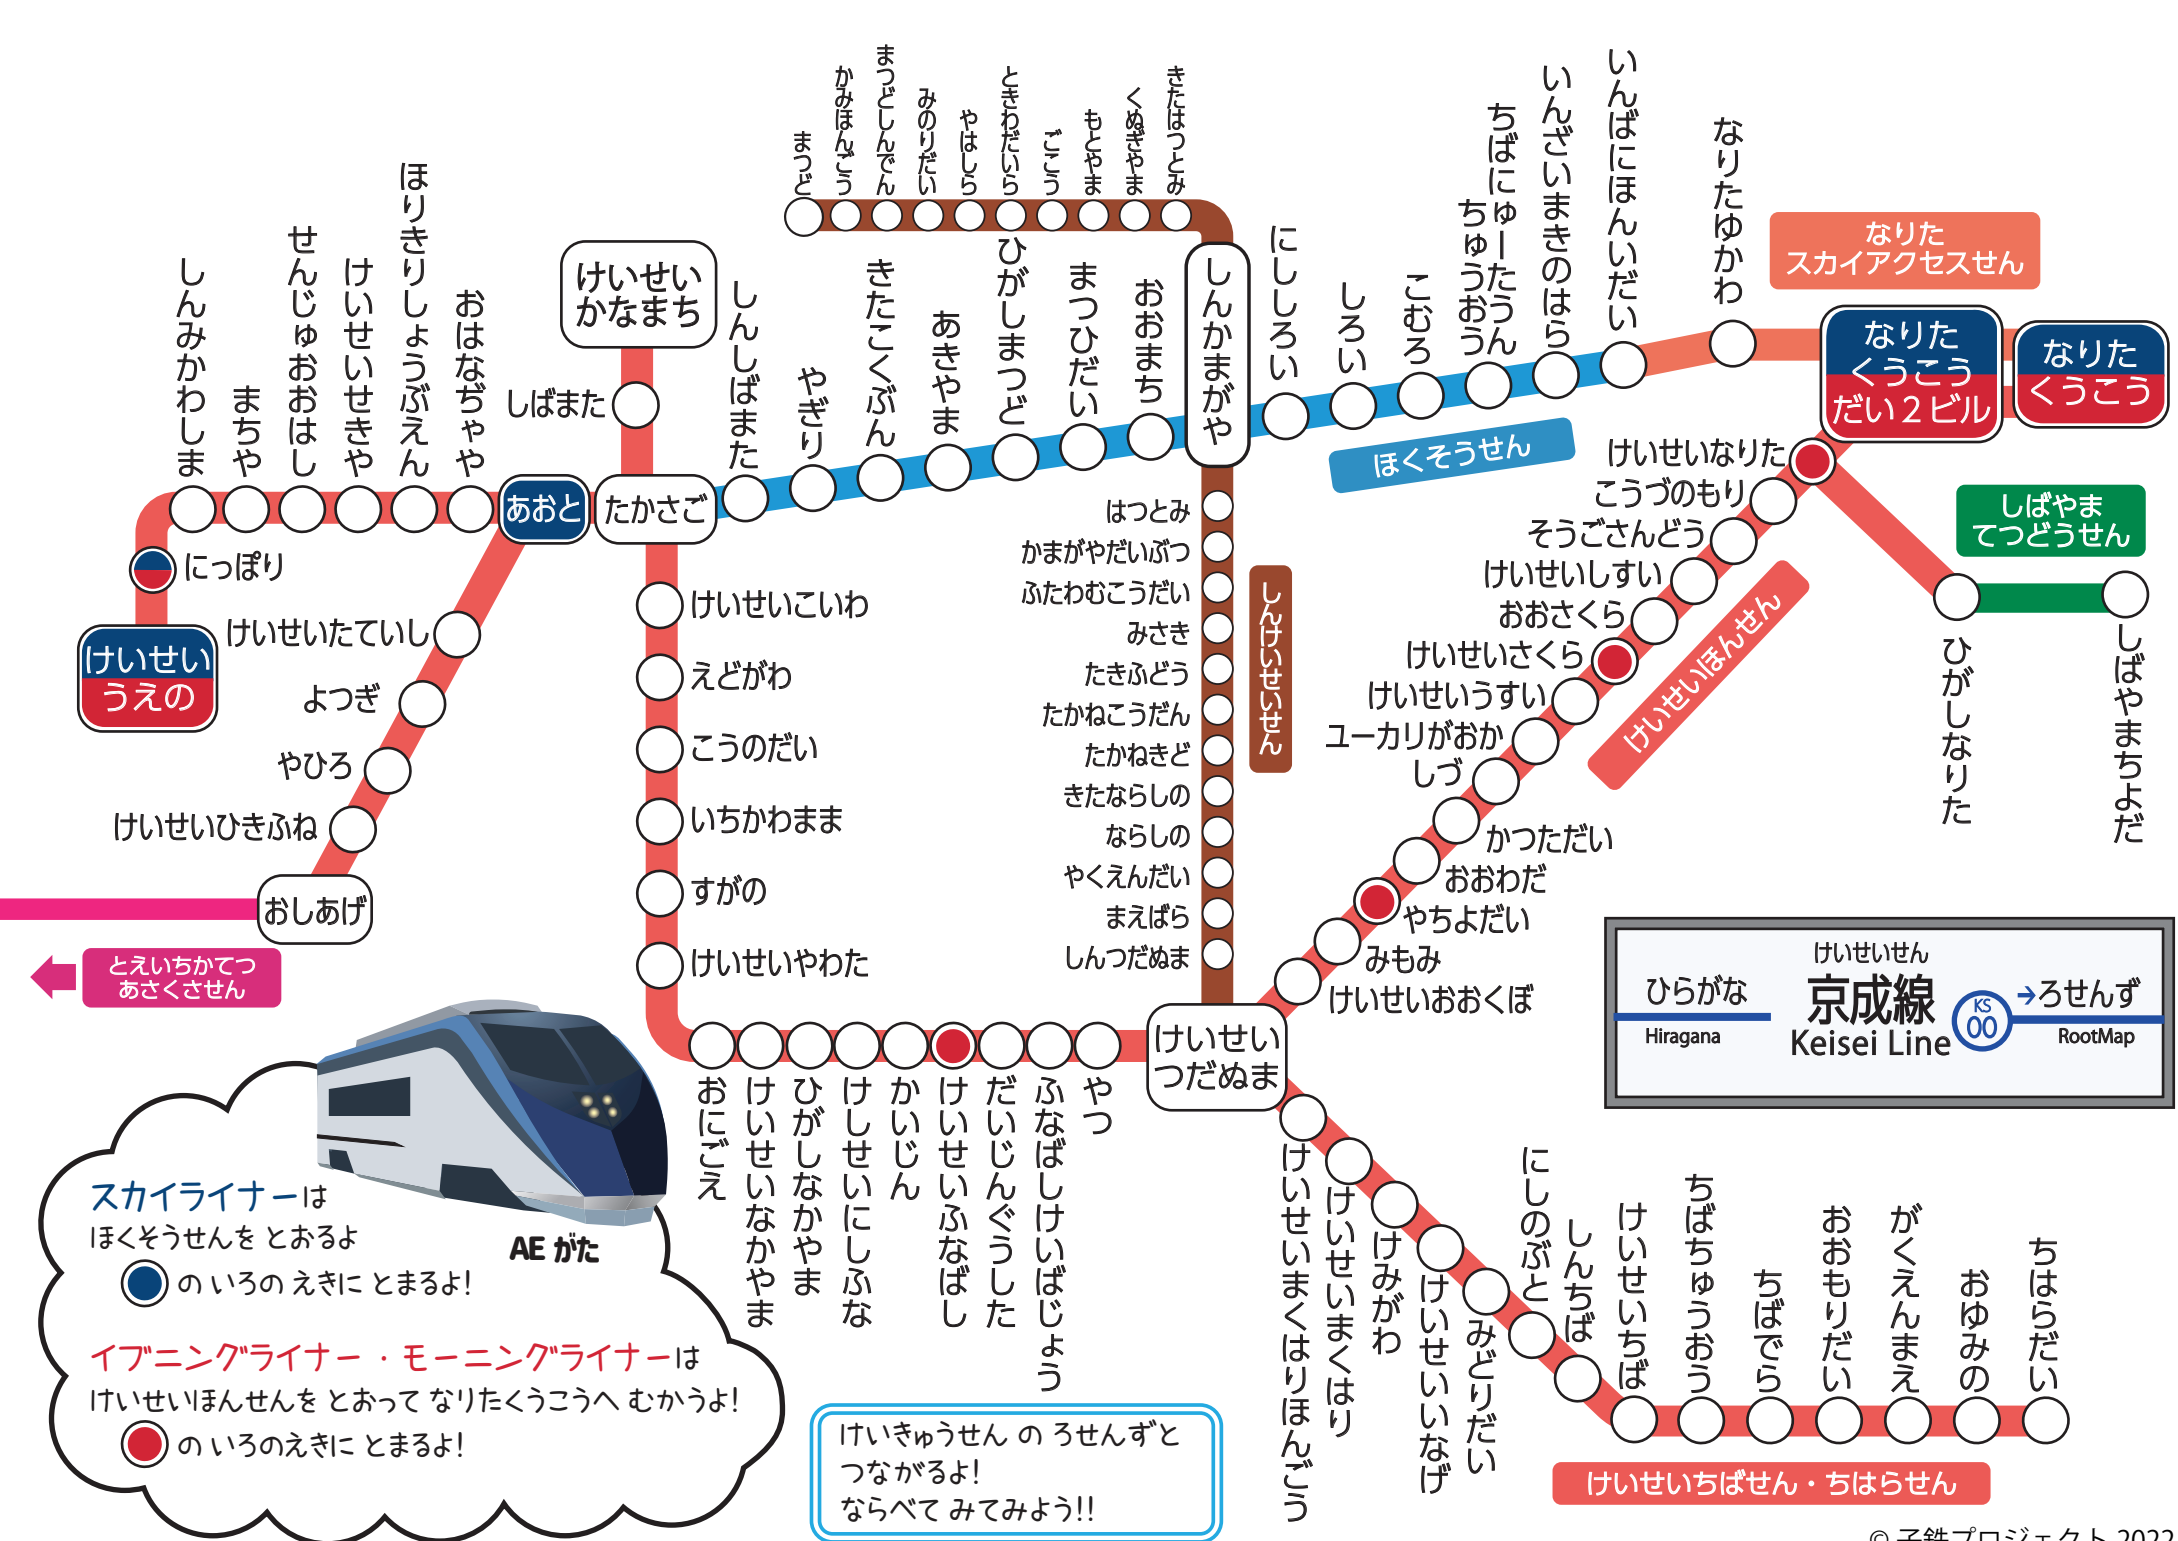 まつど
かみほんごう
まつどしんでん
みのりだい
やはしら
ときわだいら
ごこう
もとやま
くぬぎやま
きたはつとみ
しんみかわしま
まちや
せんじゅおおはし
けいせいせきや
ほりきりしょうぶえん
おはなぢゃや
けいせい
かなまち
しばまた
あおと
たかさご
しんしばまた
やぎり
きたこくぶん
あきやま
ひがしまつど
まつひだい
おおまち
しんかまがや
にししろい
しろい
こむろ
ちばにゅーたうん
ちゅうおう
いんざいまきのはら
いんばにほんいだい
なりたゆかわ
なりた
スカイアクセスせん
なりた
くうこう
だい2ビル
なりた
くうこう
ほくそうせん
にっぽり
けいせい
うえの
けいせいたていし
よつぎ
やひろ
けいせいひきふね
おしあげ
とえいちかてつ
あさくさせん
けいせいこいわ
えどがわ
こうのだい
いちかわまま
すがの
けいせいやわた
はつとみ
かまがやだいぶつ
ふたわむこうだい
みさき
たきふどう
たかねこうだん
たかねきど
きたならしの
ならしの
やくえんだい
まえばら
しんつだぬま
しんけいせいせん
けいせいなりた
こうづのもり
そうごさんどう
けいせいしすい
おおさくら
けいせいさくら
けいせいうすい
ユーカリがおか
しづ
かつただい
おおわだ
やちよだい
みもみ
けいせいおおくぼ
けいせいほんせん
しばやま
てつどうせん
ひがしなりた
しばやまちよだ
けいせいせん
ひらがな
京成線
KS
00
→ろせんず
Hiragana
Keisei Line
RootMap
おにごえ
けいせいなかやま
ひがしなかやま
けしせいにしふな
かいじん
けいせいふなばし
だいじんぐうした
ふなばしけいばじょう
やつ
けいせい
つだぬま
けいせいまくはりほんごう
けいせいまくはり
けみがわ
けいせいいなげ
みどりだい
にしのぶと
しんちば
けいせいちば
ちばちゅうおう
ちばでら
おおもりだい
がくえんまえ
おゆみの
ちはらだい
けいせいちばせん・ちはらせん
スカイライナーは
ほくそうせんを とおるよ
の いろの えきに とまるよ!
AE がた
イブニングライナー・モーニングライナーは
けいせいほんせんを とおって なりたくうこうへ むかうよ!
の いろのえきに とまるよ!
けいきゅうせん の ろせんずと
つながるよ!
ならべて みてみよう!!
© 子鉄プロジェクト 2022